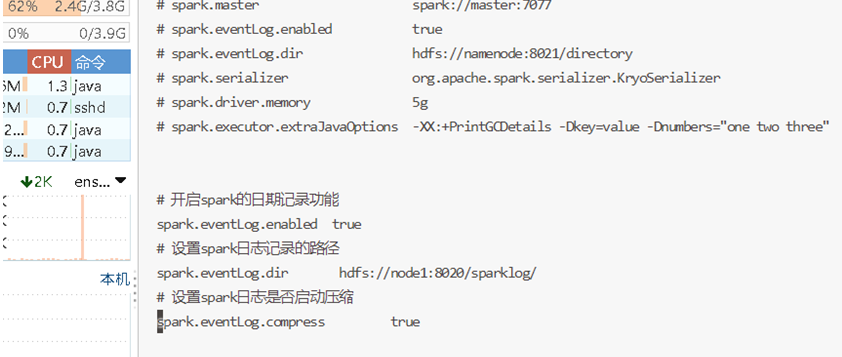 62% 2.4G/3.8G
0% 0/3.9G
CPU 命令
1.3 java
0.7 sshd
0.7 java
0.7 java
2K ens...
本机
# spark.master spark://master:7077
# spark.eventLog.enabled true
# spark.eventLog.dir hdfs://namenode:8021/directory
# spark.serializer org.apache.spark.serializer.KryoSerializer
# spark.driver.memory 5g
# spark.executor.extraJavaOptions -XX:+PrintGCDetails -Dkey=value -Dnumbers="one two three"
# 开启spark的日期记录功能
spark.eventLog.enabled true
# 设置spark日志记录的路径
spark.eventLog.dir hdfs://node1:8020/sparklog/
# 设置spark日志是否启动压缩
spark.eventLog.compress true